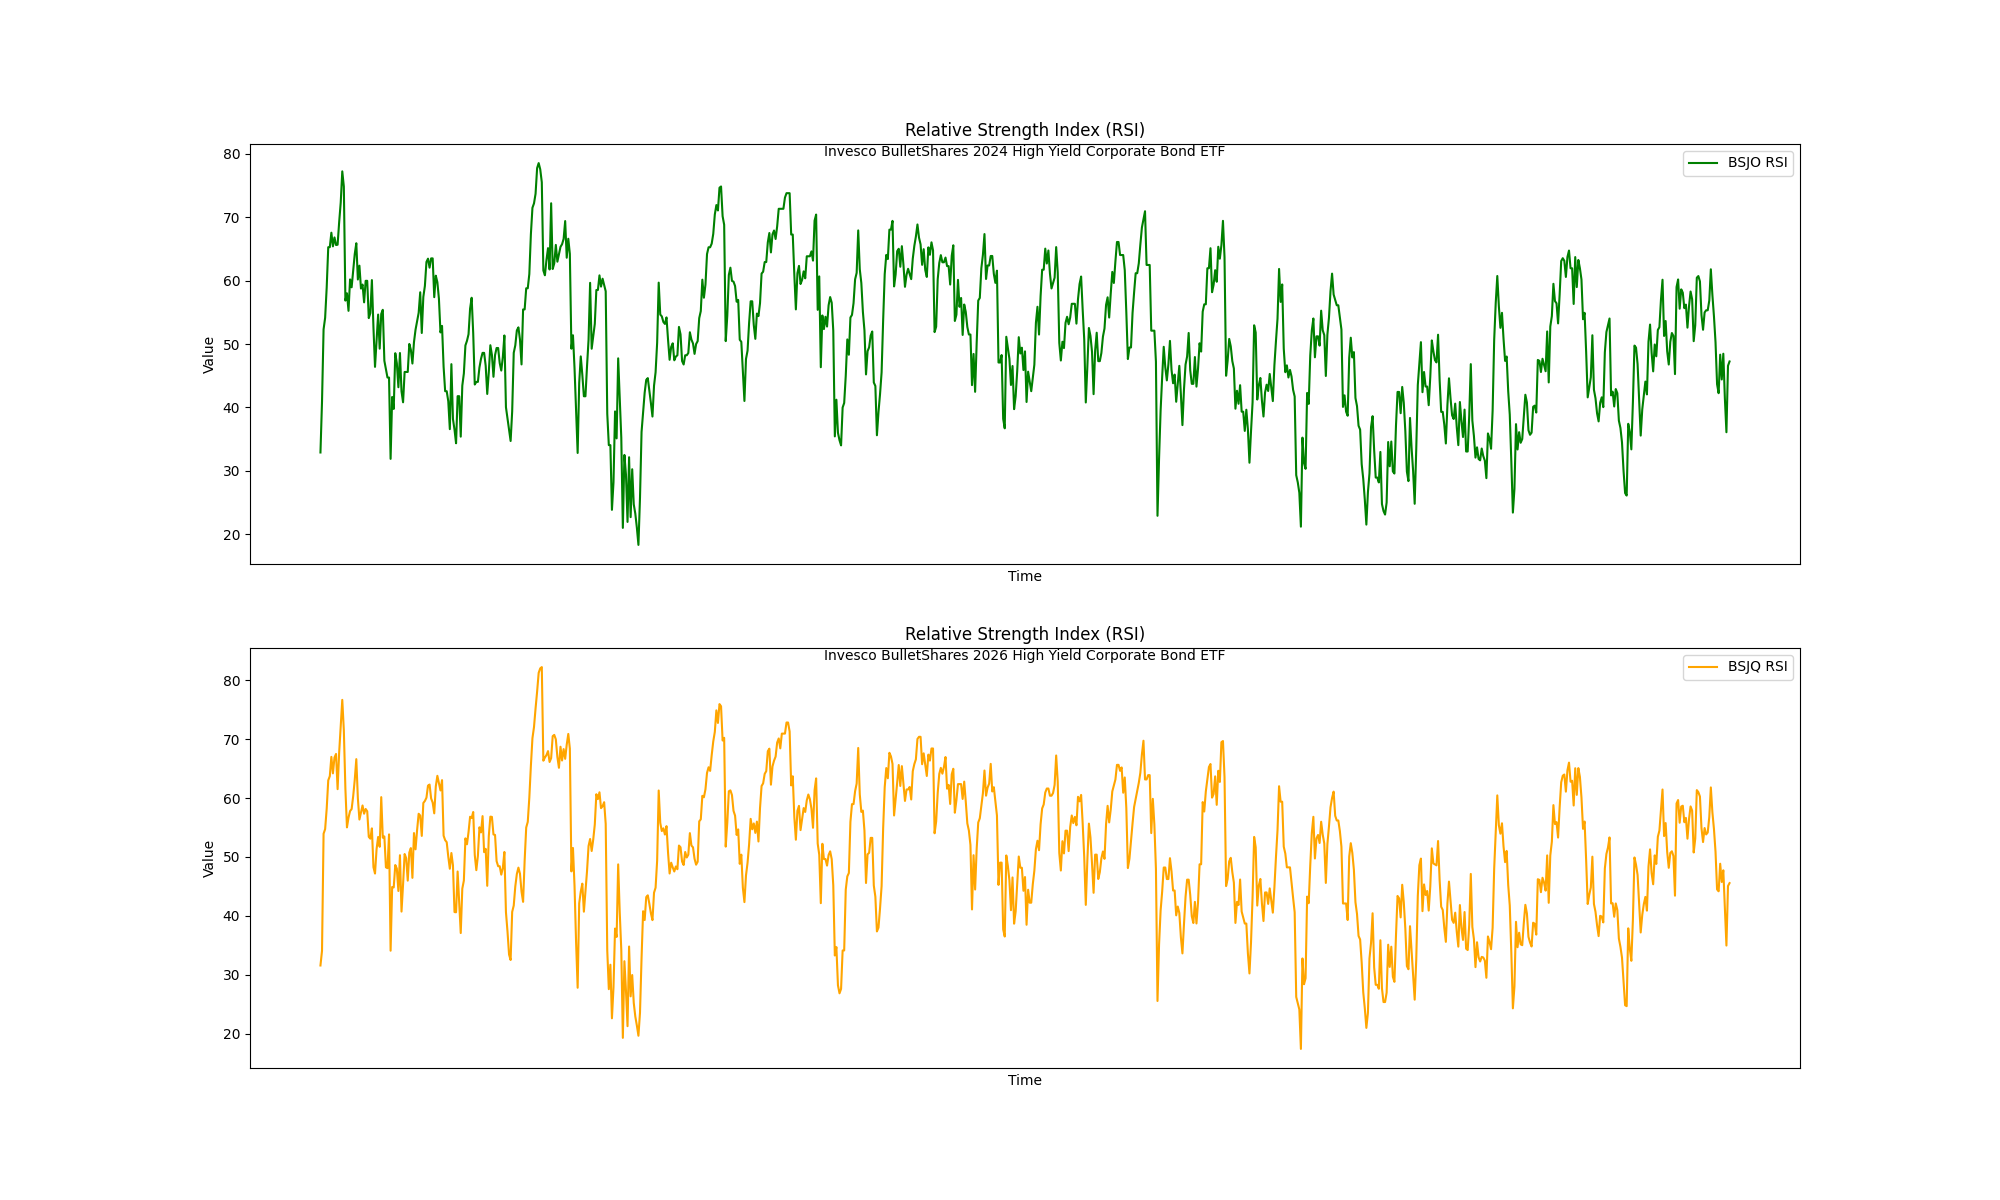 Relative Strength Index (RSI)
Invesco BulletShares 2024 High Yield Corporate Bond ETF
BSJO RSI
80
70
60
50
40
30
20
Value
Time
Relative Strength Index (RSI)
Invesco BulletShares 2026 High Yield Corporate Bond ETF
BSJQ RSI
80
70
60
50
40
30
20
Value
Time